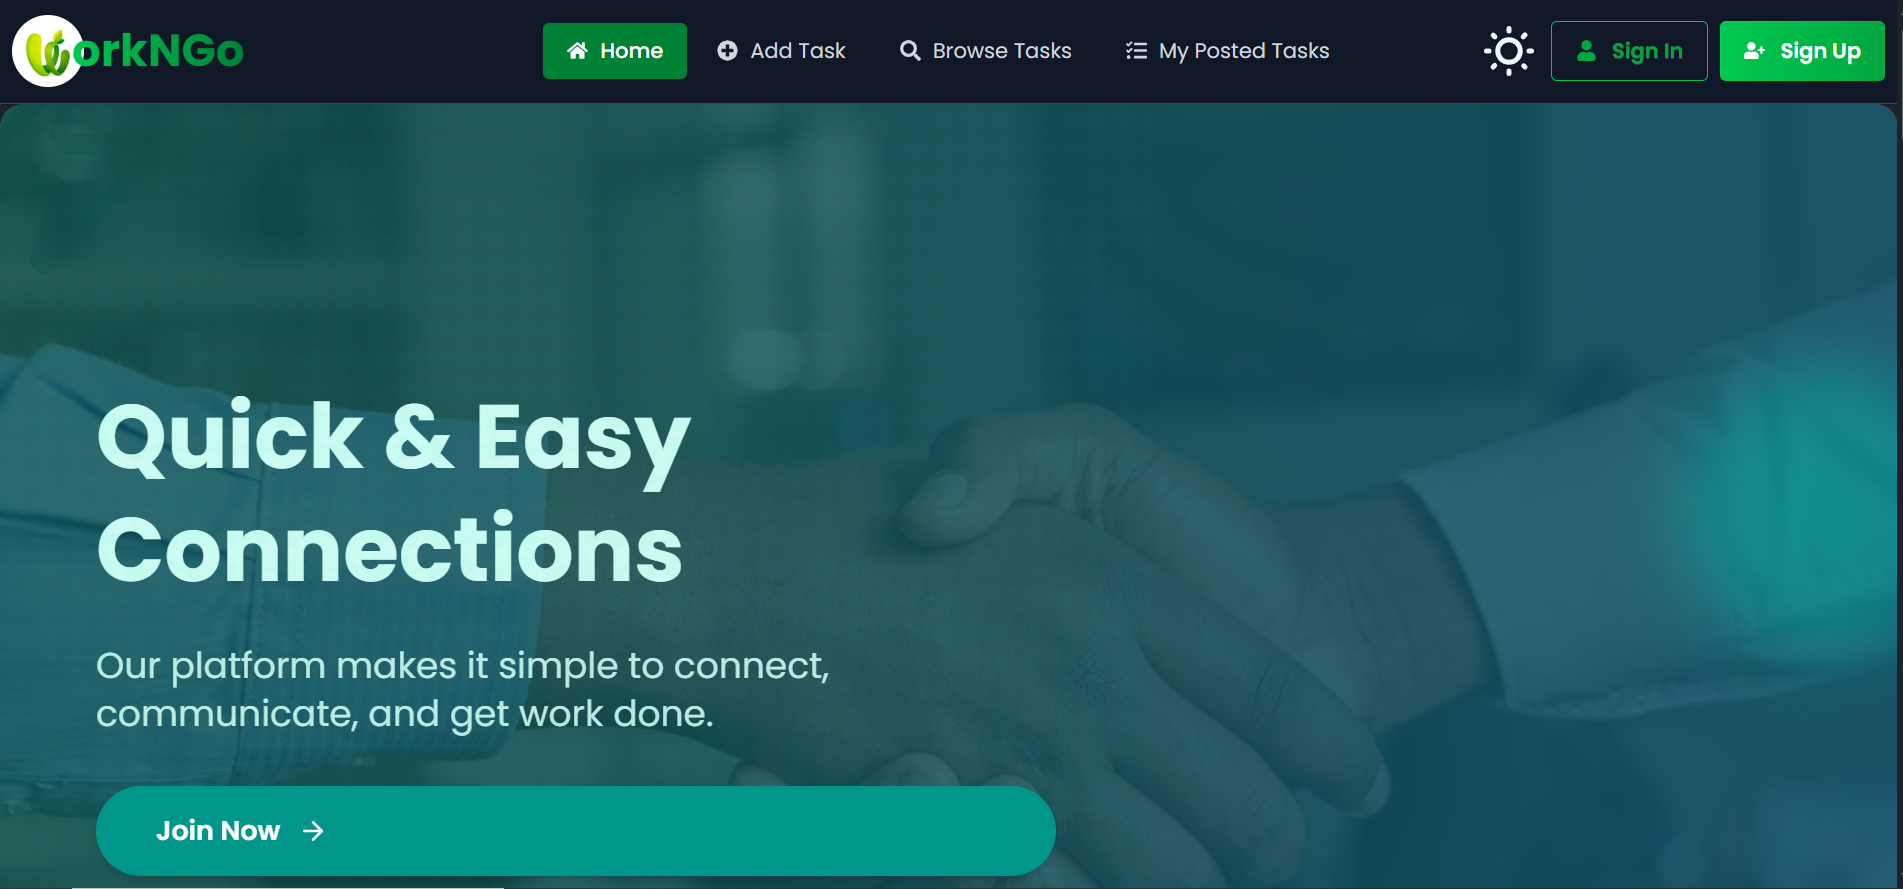 WorkNGo
Home
Add Task
Browse Tasks
My Posted Tasks
Sign In
Sign Up
Quick & Easy
Connections
Our platform makes it simple to connect,
communicate, and get work done.
Join Now